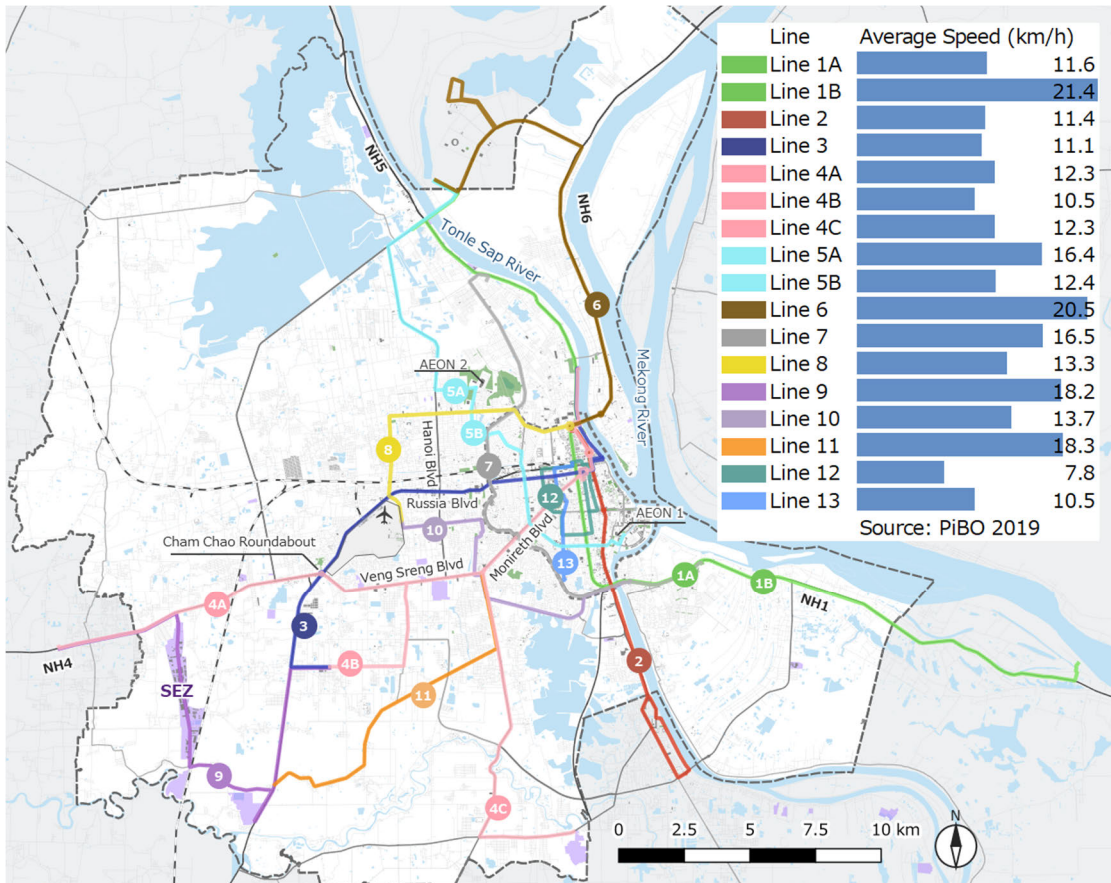 Line Average Speed (km/h)
Line 1A 11.6
Line 1B 21.4
Line 2 11.4
Line 3 11.1
Line 4A 12.3
Line 4B 10.5
Line 4C 12.3
Line 5A 16.4
Line 5B 12.4
Line 6 20.5
Line 7 16.5
Line 8 13.3
Line 9 18.2
Line 10 13.7
Line 11 18.3
Line 12 7.8
Line 13 10.5
Source: PiBO 2019
NH5
NH6
Tonle Sap River
6
Mekong River
AEON 2
5A
5B
8
Hanoi Blvd
7
12
Russia Blvd
10
AEON 1
Monireth Blvd
Cham Chao Roundabout
Veng Sreng Blvd
13
1A
1B
NH1
4A
3
NH4
4B
2
SEZ
11
9
4C
0 2.5 5 7.5 10 km
N